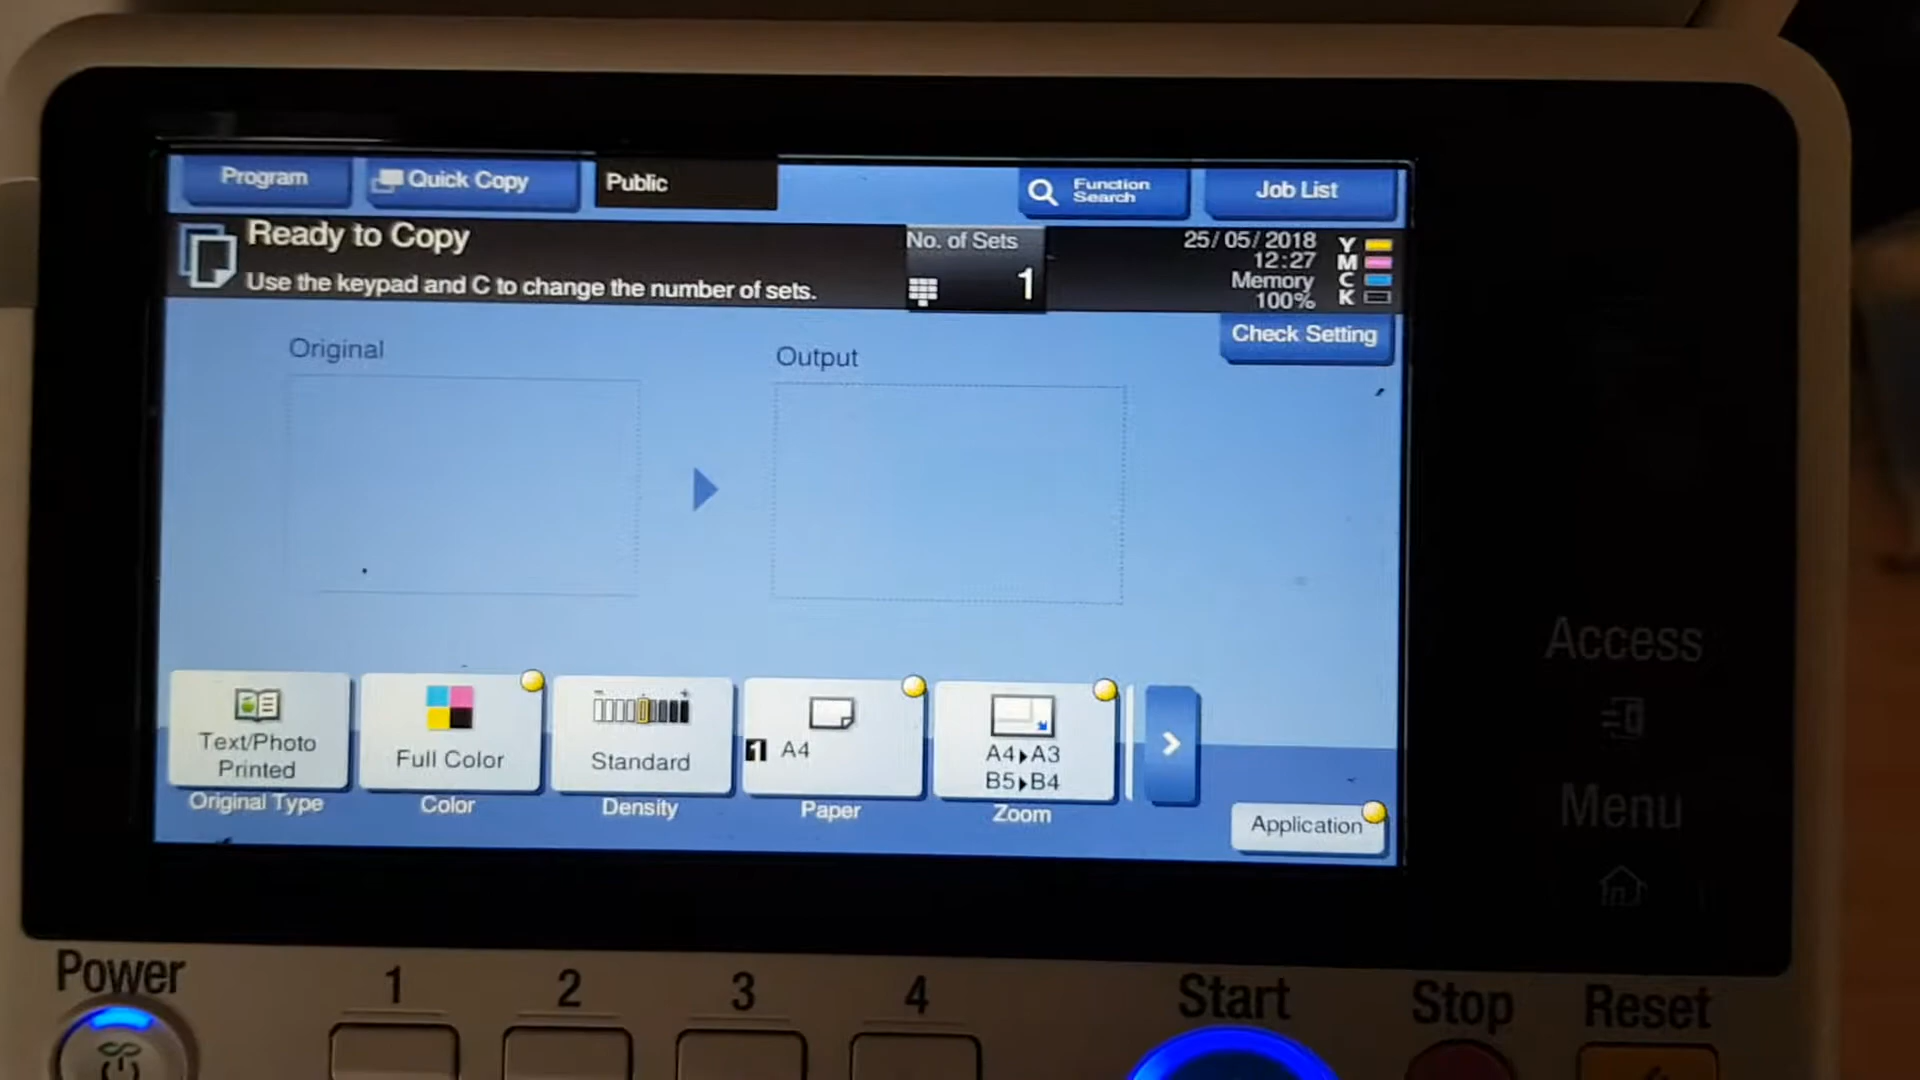 Program
Quick Copy
Public
Function
Search
Job List
Ready to Copy
Use the keypad and C to change the number of sets.
No. of Sets
1
25/05/2018
12:27
Memory
100%
Y
M
C
K
Check Setting
Original
Output
Text/Photo
Printed
Original Type
Full Color
Color
Standard
Density
1 A4
Paper
A4▶A3
B5▶B4
Zoom
Application
Access
Menu
Power
1
2
3
4
Start
Stop
Reset